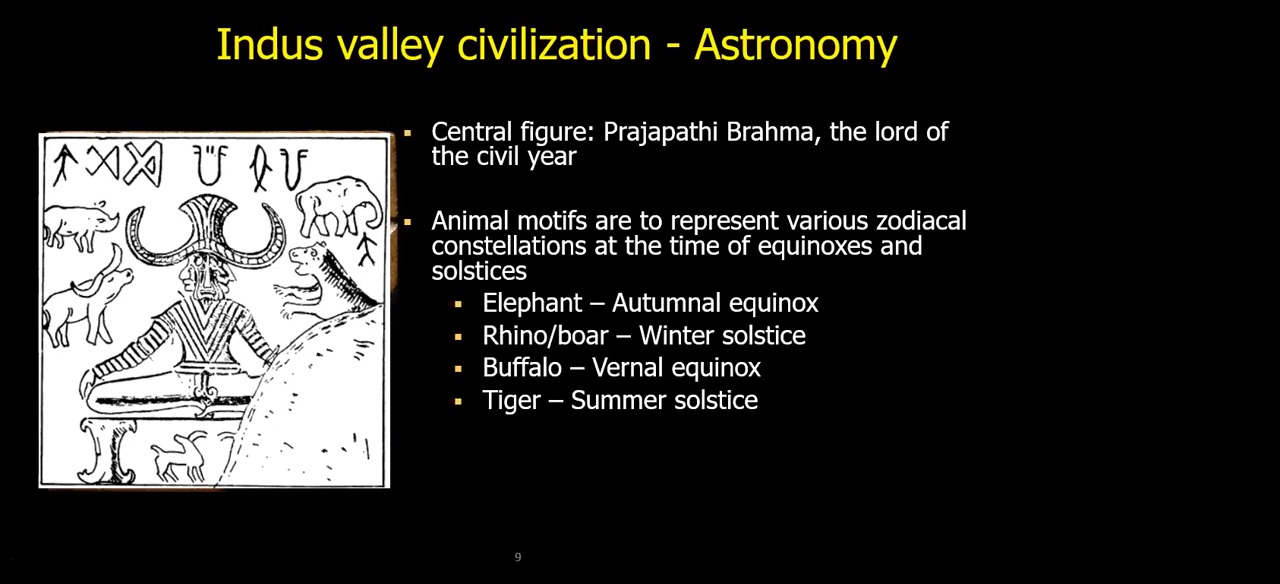 Indus valley civilization - Astronomy
▪ Central figure: Prajapathi Brahma, the lord of
the civil year
▪ Animal motifs are to represent various zodiacal
constellations at the time of equinoxes and
solstices
▪ Elephant – Autumnal equinox
▪ Rhino/boar – Winter solstice
▪ Buffalo – Vernal equinox
▪ Tiger – Summer solstice
9